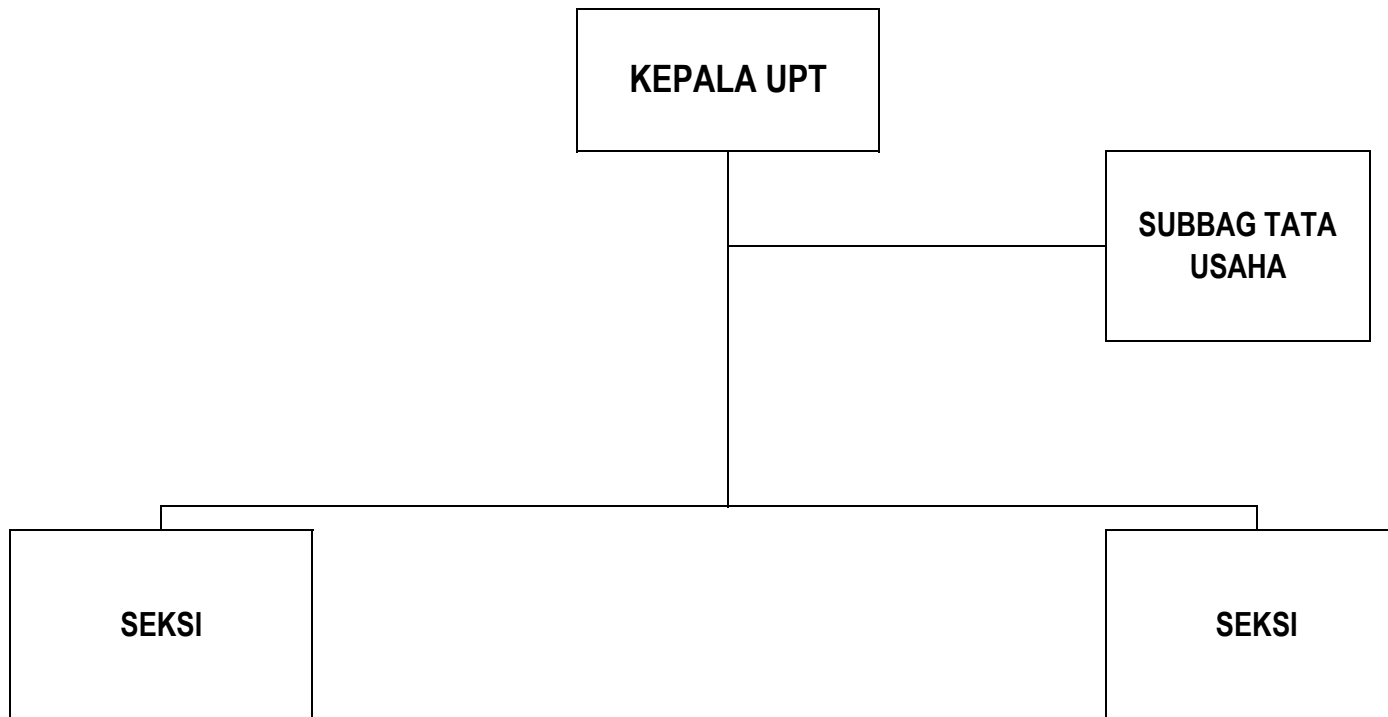 KEPALA UPT
SUBBAG TATA
USAHA
SEKSI
SEKSI